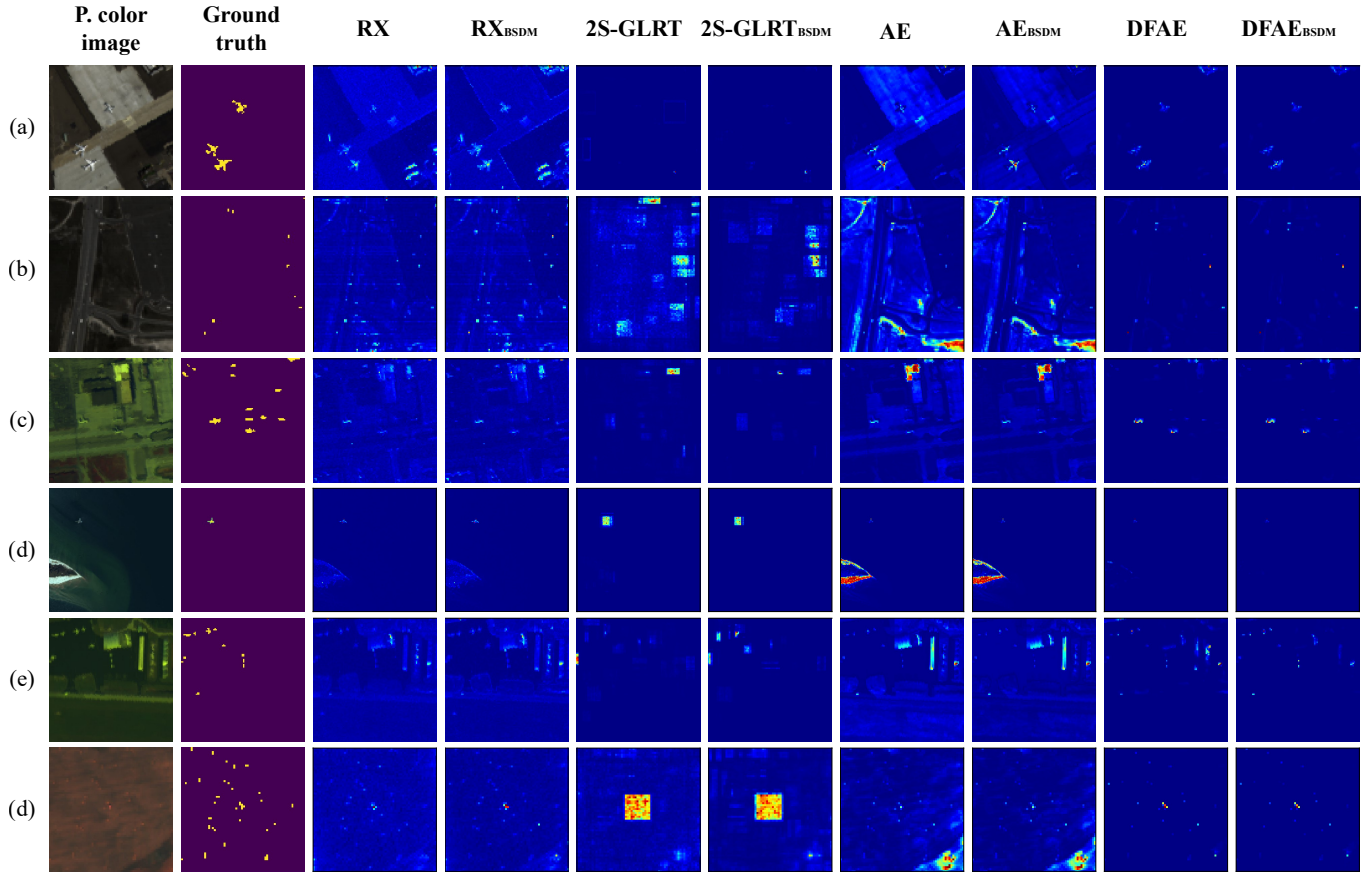 P. color image
Ground truth
RX
RXBSDM
2S-GLRT
2S-GLRTBSDM
AE
AEBSDM
DFAE
DFAEBSDM
(a)
(b)
(c)
(d)
(e)
(d)